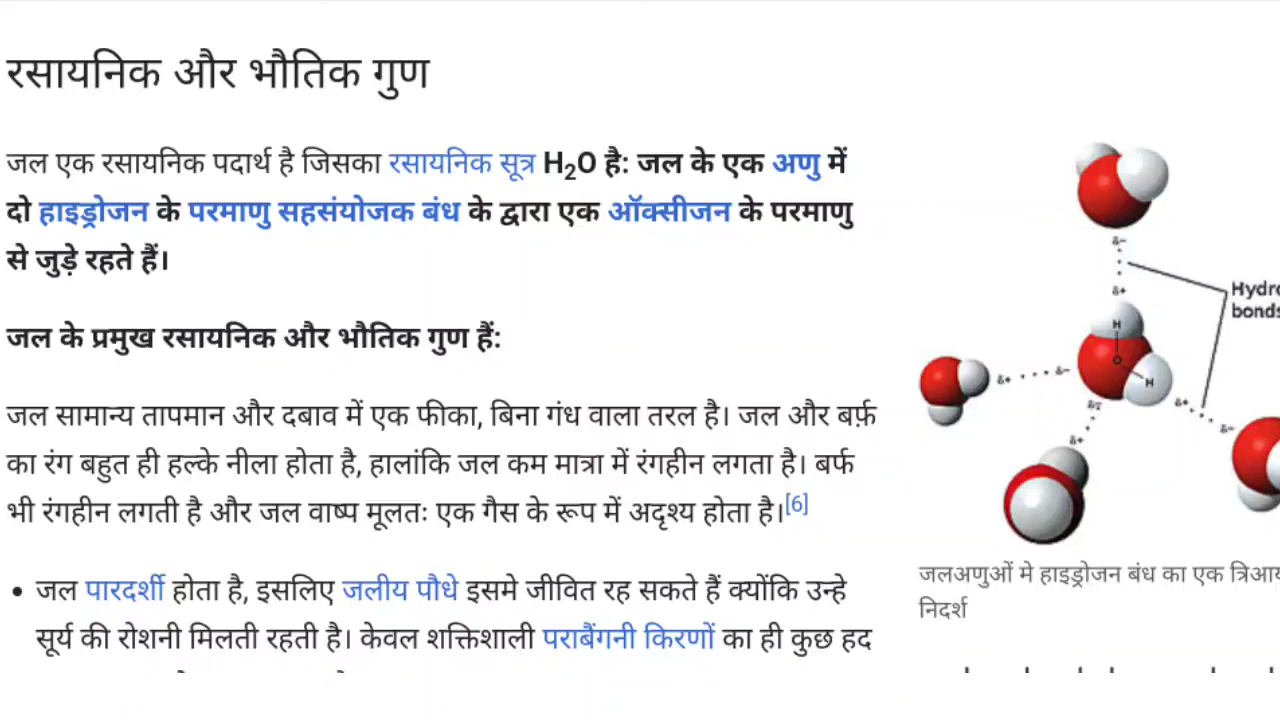 रसायनिक और भौतिक गुण
जल एक रसायनिक पदार्थ है जिसका रसायनिक सूत्र H₂O है: जल के एक अणु में
दो हाइड्रोजन के परमाणु सहसंयोजक बंध के द्वारा एक ऑक्सीजन के परमाणु
से जुड़े रहते हैं।
जल के प्रमुख रसायनिक और भौतिक गुण हैं:
जल सामान्य तापमान और दबाव में एक फीका, बिना गंध वाला तरल है। जल और बर्फ़
का रंग बहुत ही हल्के नीला होता है, हालांकि जल कम मात्रा में रंगहीन लगता है। बर्फ
भी रंगहीन लगती है और जल वाष्प मूलतः एक गैस के रूप में अदृश्य होता है।[6]
• जल पारदर्शी होता है, इसलिए जलीय पौधे इसमे जीवित रह सकते हैं क्योंकि उन्हे
सूर्य की रोशनी मिलती रहती है। केवल शक्तिशाली पराबैंगनी किरणों का ही कुछ हद
δ−
δ+
Hydro
bonds
H
O
H
δ+
δ−
δ+
δ−
δ+
जलअणुओं मे हाइड्रोजन बंध का एक त्रिआय
निदर्श